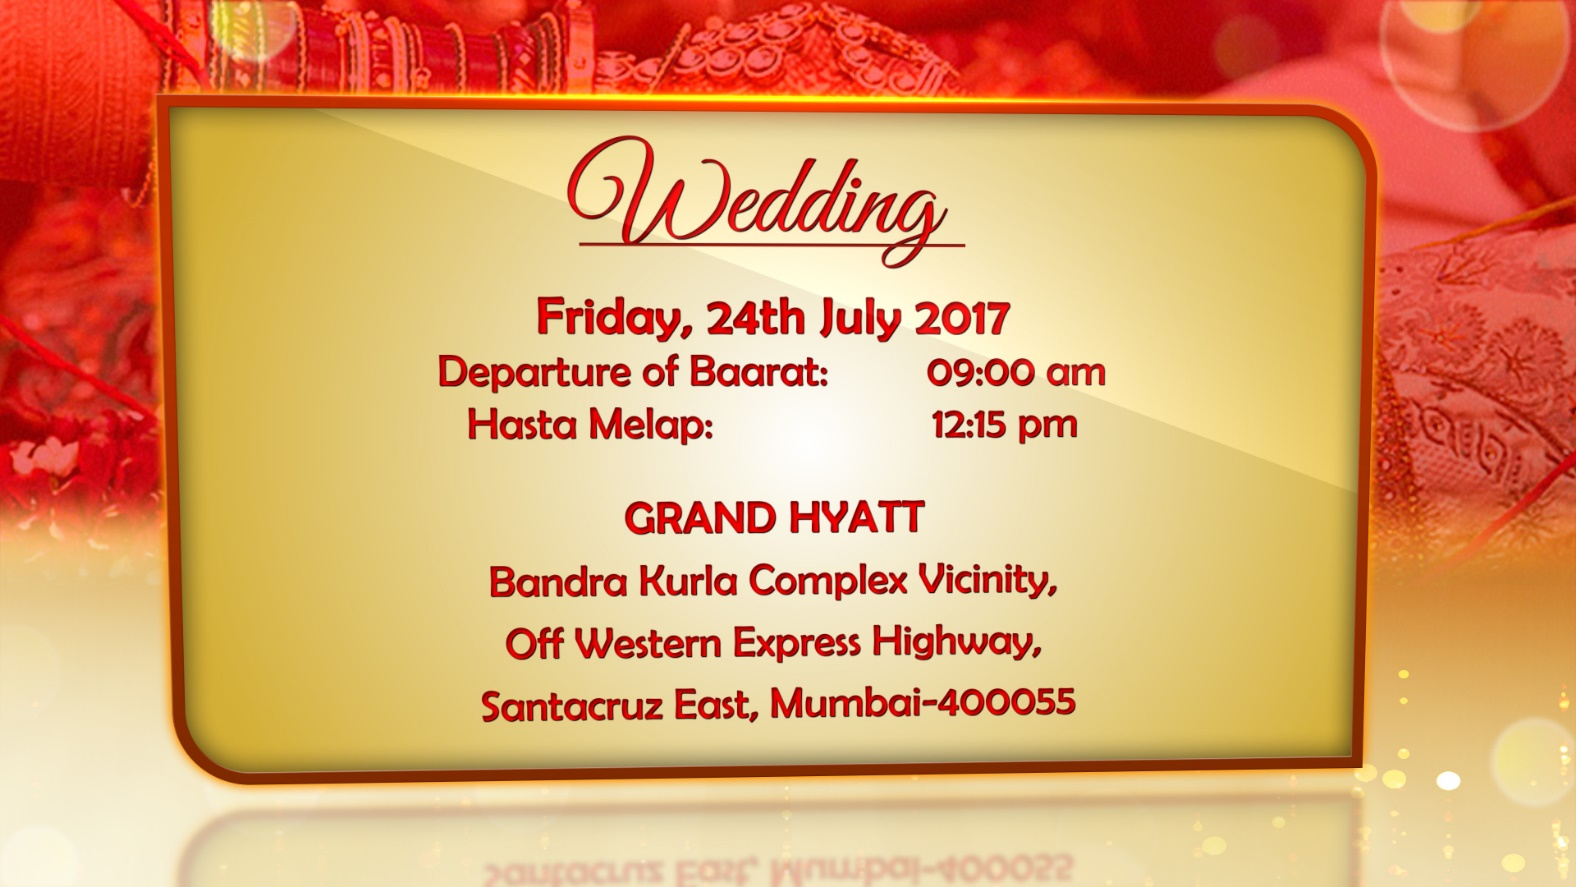 Wedding
Friday, 24th July 2017
Departure of Baarat: 09:00 am
Hasta Melap: 12:15 pm
GRAND HYATT
Bandra Kurla Complex Vicinity,
Off Western Express Highway,
Santacruz East, Mumbai-400055